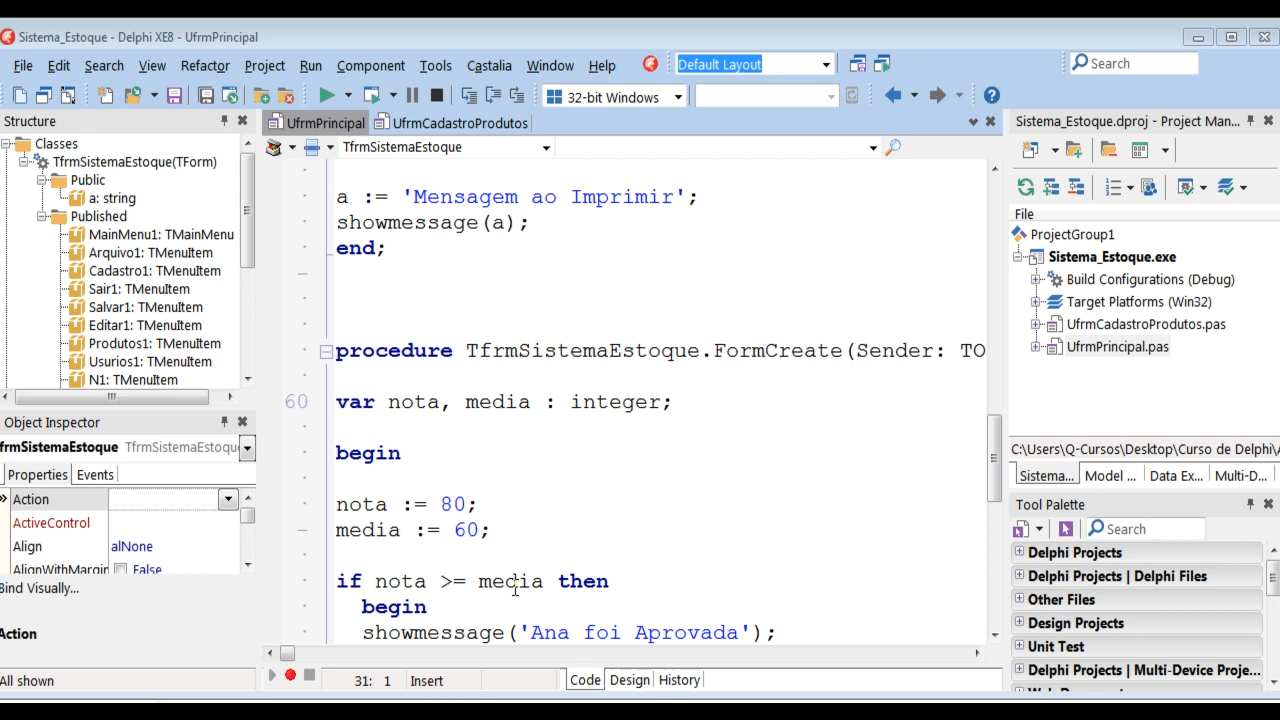 Sistema_Estoque - Delphi XE8 - UfrmPrincipal
File Edit Search View Refactor Project Run Component Tools Castalia Window Help
Default Layout
Search
32-bit Windows
Structure
Classes
TfrmSistemaEstoque(TForm)
Public
a: string
Published
MainMenu1: TMainMenu
Arquivo1: TMenuItem
Cadastro1: TMenuItem
Sair1: TMenuItem
Salvar1: TMenuItem
Editar1: TMenuItem
Produtos1: TMenuItem
Usurios1: TMenuItem
N1: TMenuItem
Object Inspector
frmSistemaEstoque TfrmSistemaEstoqu
Properties Events
Action
ActiveControl
Align alNone
AlignWithMargin False
Bind Visually...
Action
All shown
UfrmPrincipal UfrmCadastroProdutos
TfrmSistemaEstoque
a := 'Mensagem ao Imprimir';
showmessage(a);
end;
procedure TfrmSistemaEstoque.FormCreate(Sender: TO
60 var nota, media : integer;
begin
nota := 80;
media := 60;
if nota >= media then
begin
showmessage('Ana foi Aprovada');
31: 1 Insert
Code Design History
Sistema_Estoque.dproj - Project Man...
File
ProjectGroup1
Sistema_Estoque.exe
Build Configurations (Debug)
Target Platforms (Win32)
UfrmCadastroProdutos.pas
UfrmPrincipal.pas
C:\Users\Q-Cursos\Desktop\Curso de Delphi\
Sistema... Model ... Data Ex... Multi-D...
Tool Palette
Search
Delphi Projects
Delphi Projects | Delphi Files
Other Files
Design Projects
Unit Test
Delphi Projects | Multi-Device Proje...